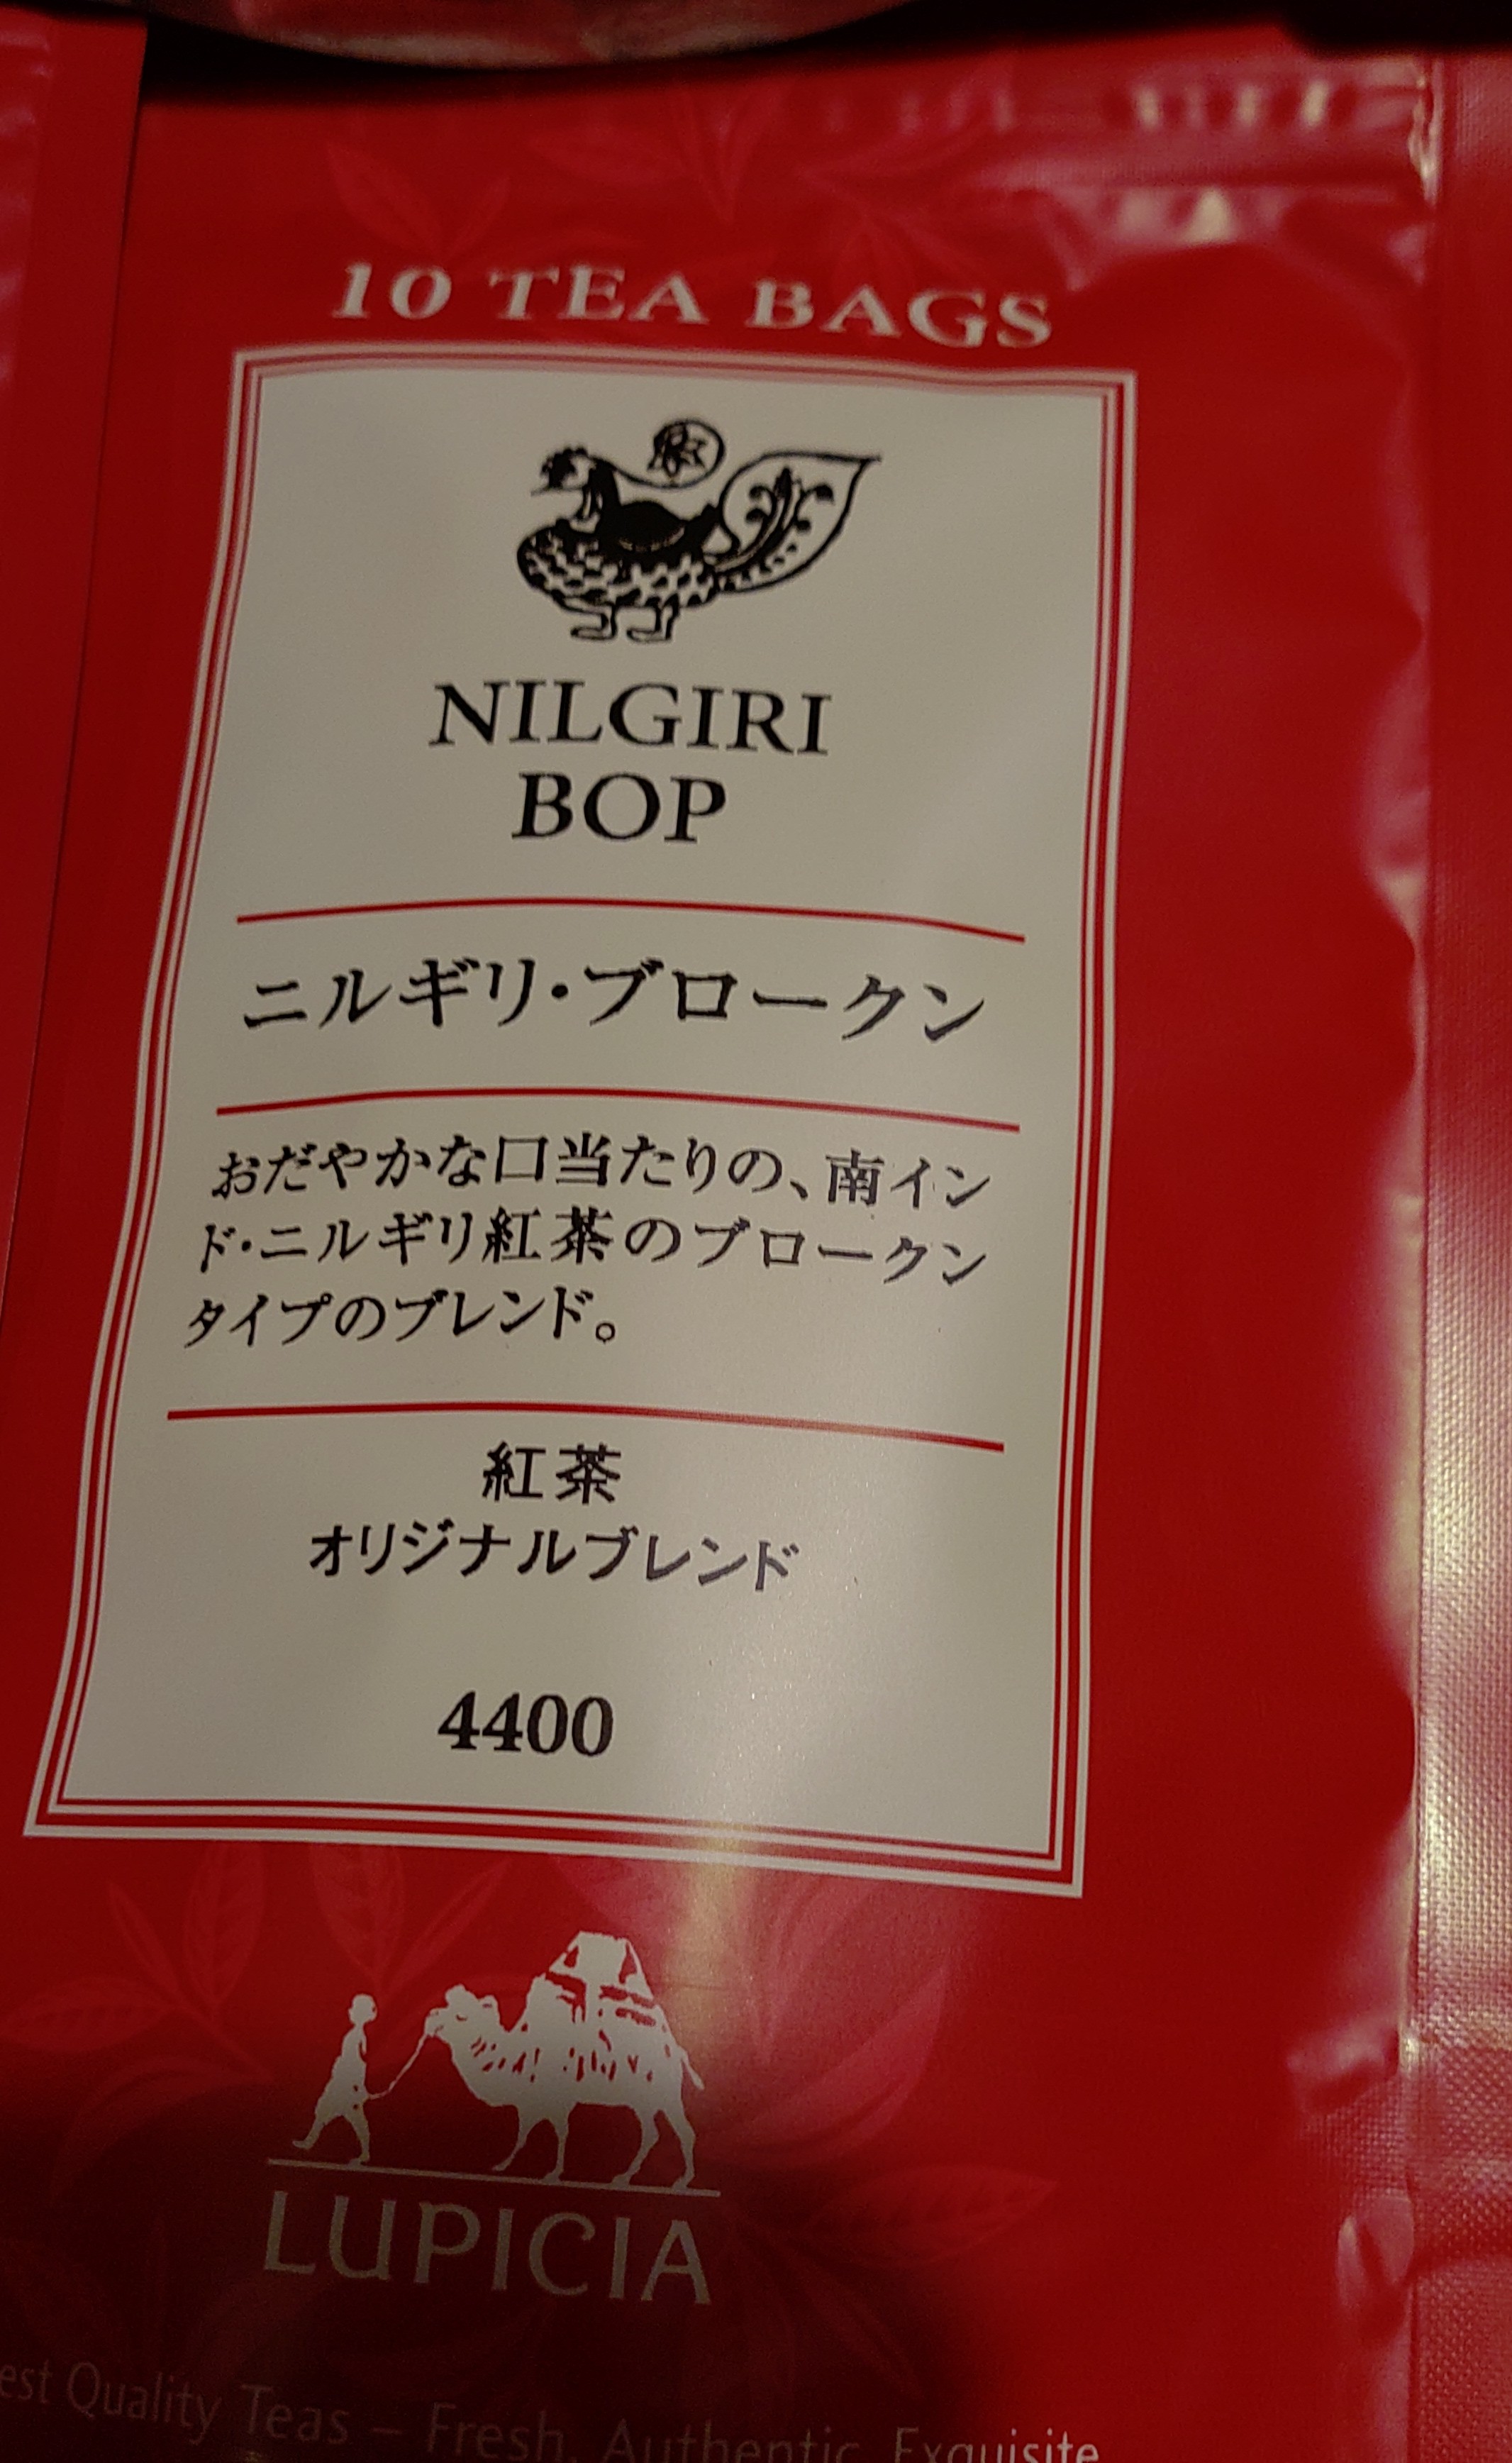 10 TEA BAGS
NILGIRI
BOP
ニルギリ・ブロークン
おだやかな口当たりの、南イン
ド・ニルギリ紅茶のブロークン
タイプのブレンド。
紅茶
オリジナルブレンド
4400
LUPICIA
est Quality Teas – Fresh, Authentic, Exquisite